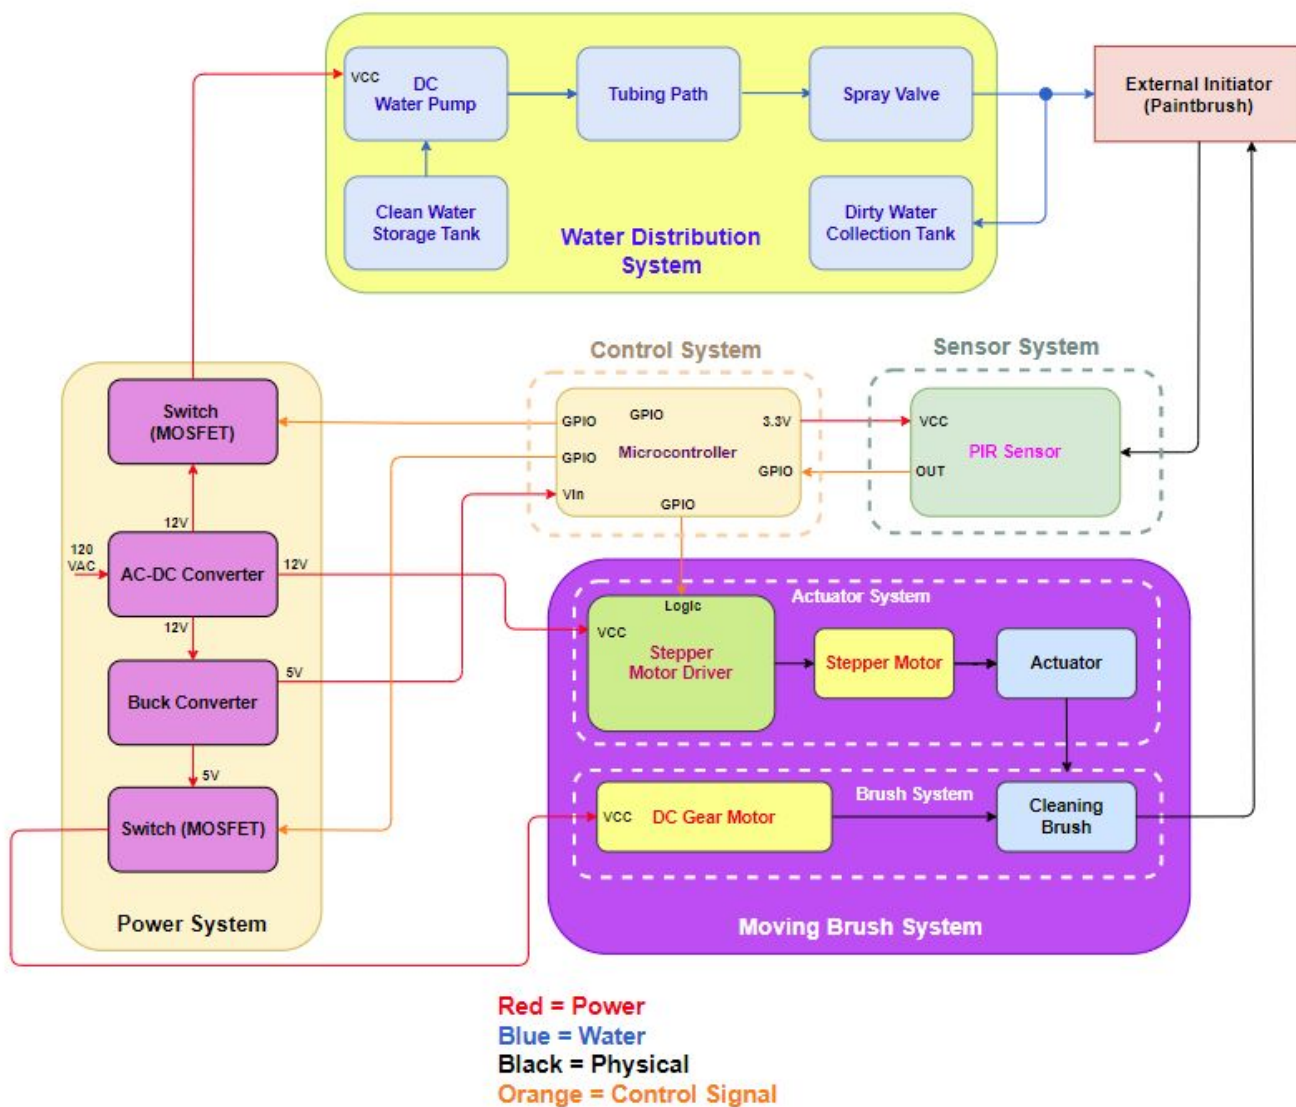 VCC
DC
Water Pump
Tubing Path
Spray Valve
External Initiator
(Paintbrush)
Clean Water
Storage Tank
Water Distribution
System
Dirty Water
Collection Tank
Control System
Sensor System
Switch
(MOSFET)
GPIO
GPIO
3.3V
VCC
Microcontroller
PIR Sensor
GPIO
GPIO
OUT
VIn
GPIO
12V
120
VAC
AC-DC Converter
12V
12V
Actuator System
Logic
VCC
Stepper
Motor Driver
Stepper Motor
Actuator
5V
Buck Converter
5V
Brush System
Switch (MOSFET)
VCC
DC Gear Motor
Cleaning
Brush
Power System
Moving Brush System
Red = Power
Blue = Water
Black = Physical
Orange = Control Signal